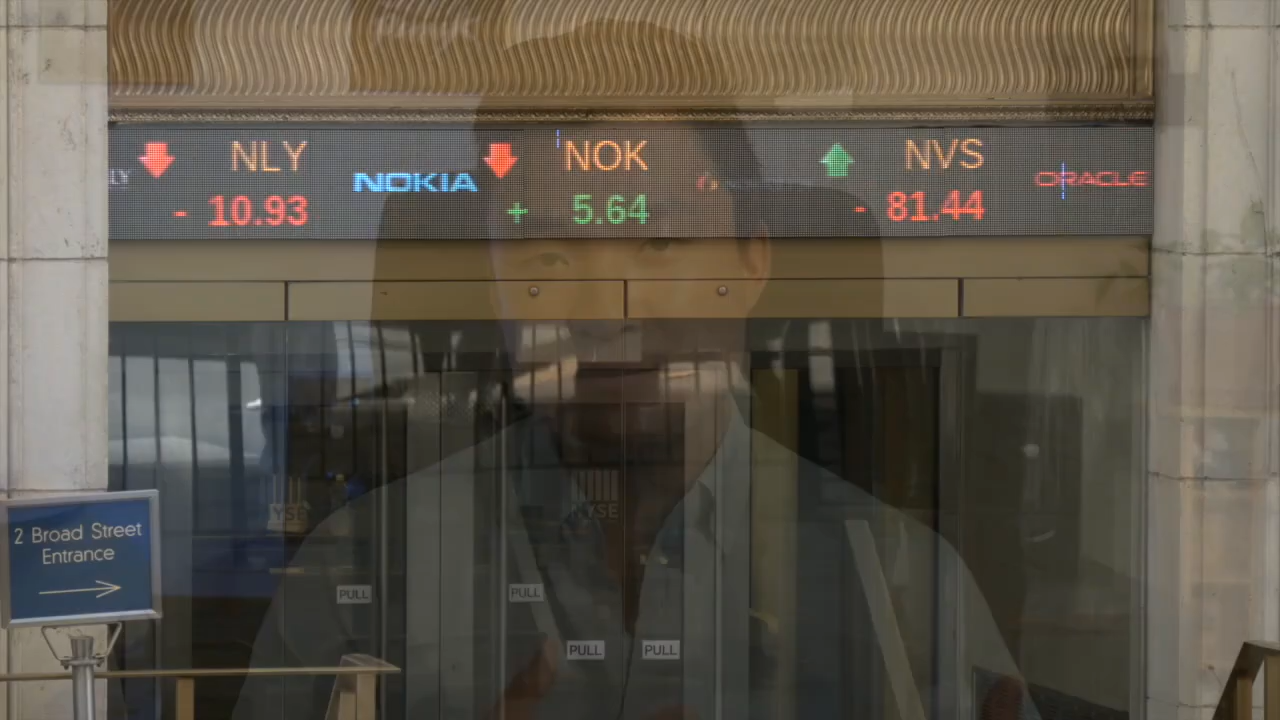 LY
NLY
- 10.93
NOKIA
NOK
+ 5.64
NVS
- 81.44
ORACLE
2 Broad Street
Entrance
NYSE
PULL
PULL
PULL
PULL